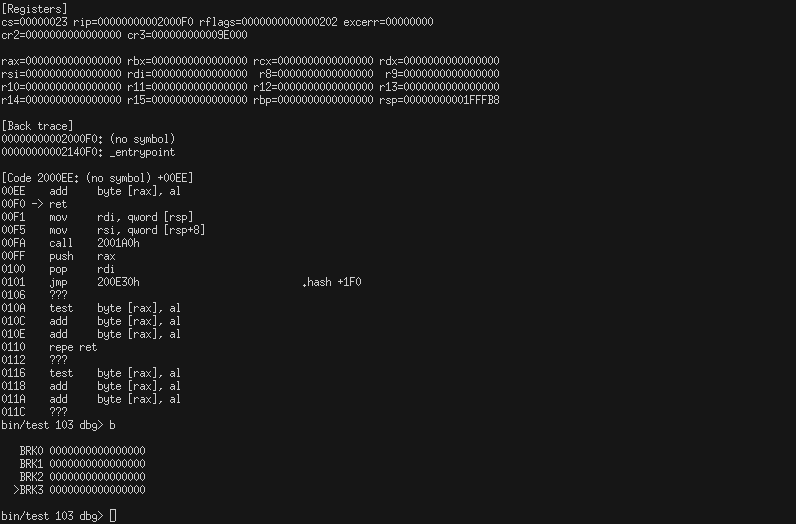 [Registers]
cs=00000023 rip=00000000002000F0 rflags=0000000000000202 excerr=00000000
cr2=0000000000000000 cr3=000000000009E000
rax=0000000000000000 rbx=0000000000000000 rcx=0000000000000000 rdx=0000000000000000
rsi=0000000000000000 rdi=0000000000000000  r8=0000000000000000  r9=0000000000000000
r10=0000000000000000 r11=0000000000000000 r12=0000000000000000 r13=0000000000000000
r14=0000000000000000 r15=0000000000000000 rbp=0000000000000000 rsp=00000000001FFFB8
[Back trace]
00000000002000F0: (no symbol)
00000000002140F0: _entrypoint
[Code 2000EE: (no symbol) +00EE]
00EE    add     byte [rax], al
00F0 -> ret
00F1    mov     rdi, qword [rsp]
00F5    mov     rsi, qword [rsp+8]
00FA    call    2001A0h
00FF    push    rax
0100    pop     rdi
0101    jmp     200E30h                           .hash +1F0
0106    ???
010A    test    byte [rax], al
010C    add     byte [rax], al
010E    add     byte [rax], al
0110    repe ret
0112    ???
0116    test    byte [rax], al
0118    add     byte [rax], al
011A    add     byte [rax], al
011C    ???
bin/test 103 dbg> b
BRK0 0000000000000000
BRK1 0000000000000000
BRK2 0000000000000000
>BRK3 0000000000000000
bin/test 103 dbg>